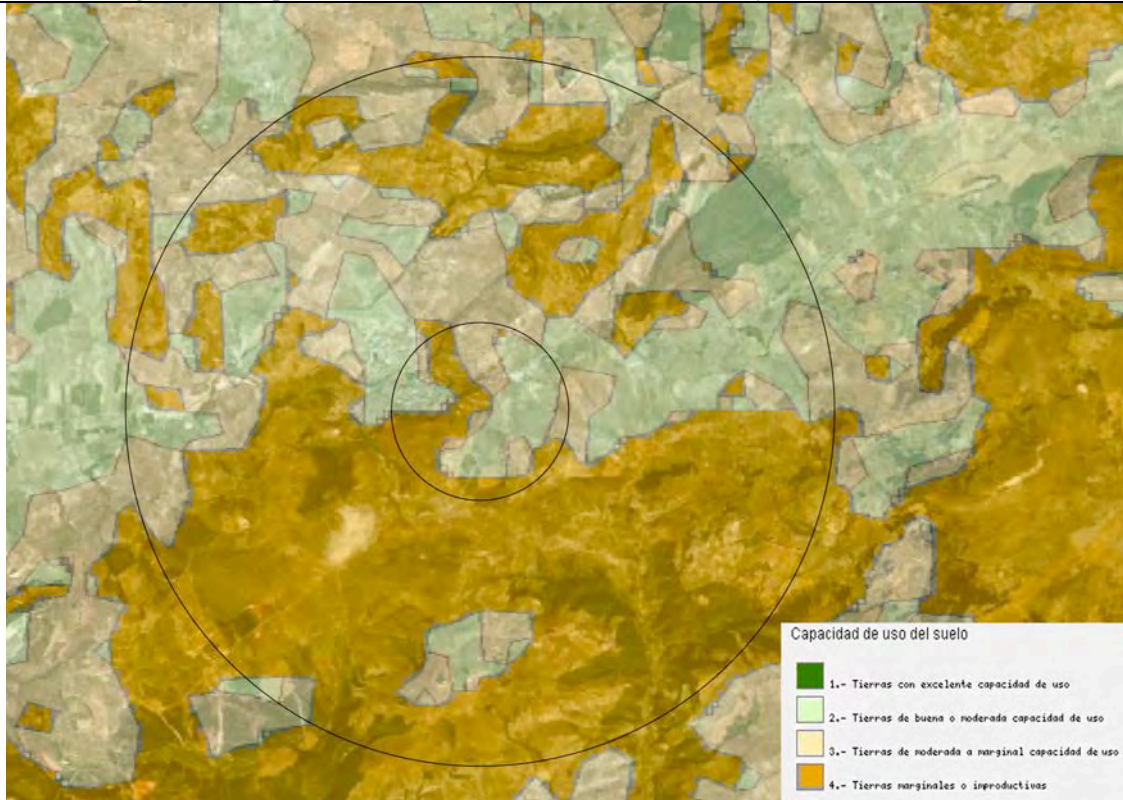 Capacidad de uso del suelo
1.- Tierras con excelente capacidad de uso
2.- Tierras de buena o moderada capacidad de uso
3.- Tierras de moderada a marginal capacidad de uso
4.- Tierras marginales o improductivas